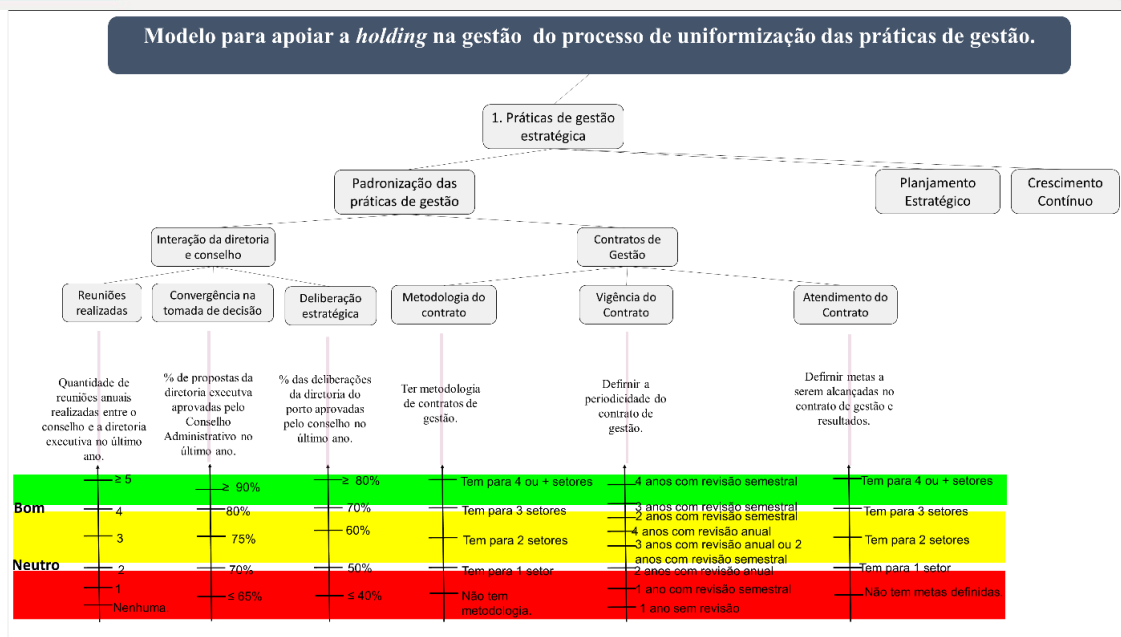 Modelo para apoiar a holding na gestão do processo de uniformização das práticas de gestão.
1. Práticas de gestão
estratégica
Padronização das
práticas de gestão
Planjamento
Estratégico
Crescimento
Contínuo
Interação da diretoria
e conselho
Contratos de
Gestão
Reuniões
realizadas
Convergência na
tomada de decisão
Deliberação
estratégica
Metodologia do
contrato
Vigência do
Contrato
Atendimento do
Contrato
Quantidade de
reuniões anuais
realizadas entre o
conselho e a diretoria
executiva no último
ano.
% de propostas da
diretoria executva
aprovadas pelo
Conselho
Administrativo no
último ano.
% das deliberações
da diretoria do
porto aprovadas
pelo conselho no
último ano.
Ter metodologia
de contratos de
gestão.
Defirnir a
periodicidade do
contrato de
gestão.
Defirnir metas a
serem alcançadas no
contrato de gestão e
resultados.
Bom
Neutro
≥ 5
4
3
2
1
Nenhuma
≥ 90%
80%
75%
70%
≤ 65%
≥ 80%
70%
60%
50%
≤ 40%
Tem para 4 ou + setores
Tem para 3 setores
Tem para 2 setores
Tem para 1 setor
Não tem
metodologia.
4 anos com revisão semestral
3 anos com revisão semestral
2 anos com revisão semestral
4 anos com revisão anual
3 anos com revisão anual ou 2
anos com revisão semestral
2 anos com revisão anual
1 ano com revisão semestral
1 ano sem revisão
Tem para 4 ou + setores
Tem para 3 setores
Tem para 2 setores
Tem para 1 setor
Não tem metas definidas.